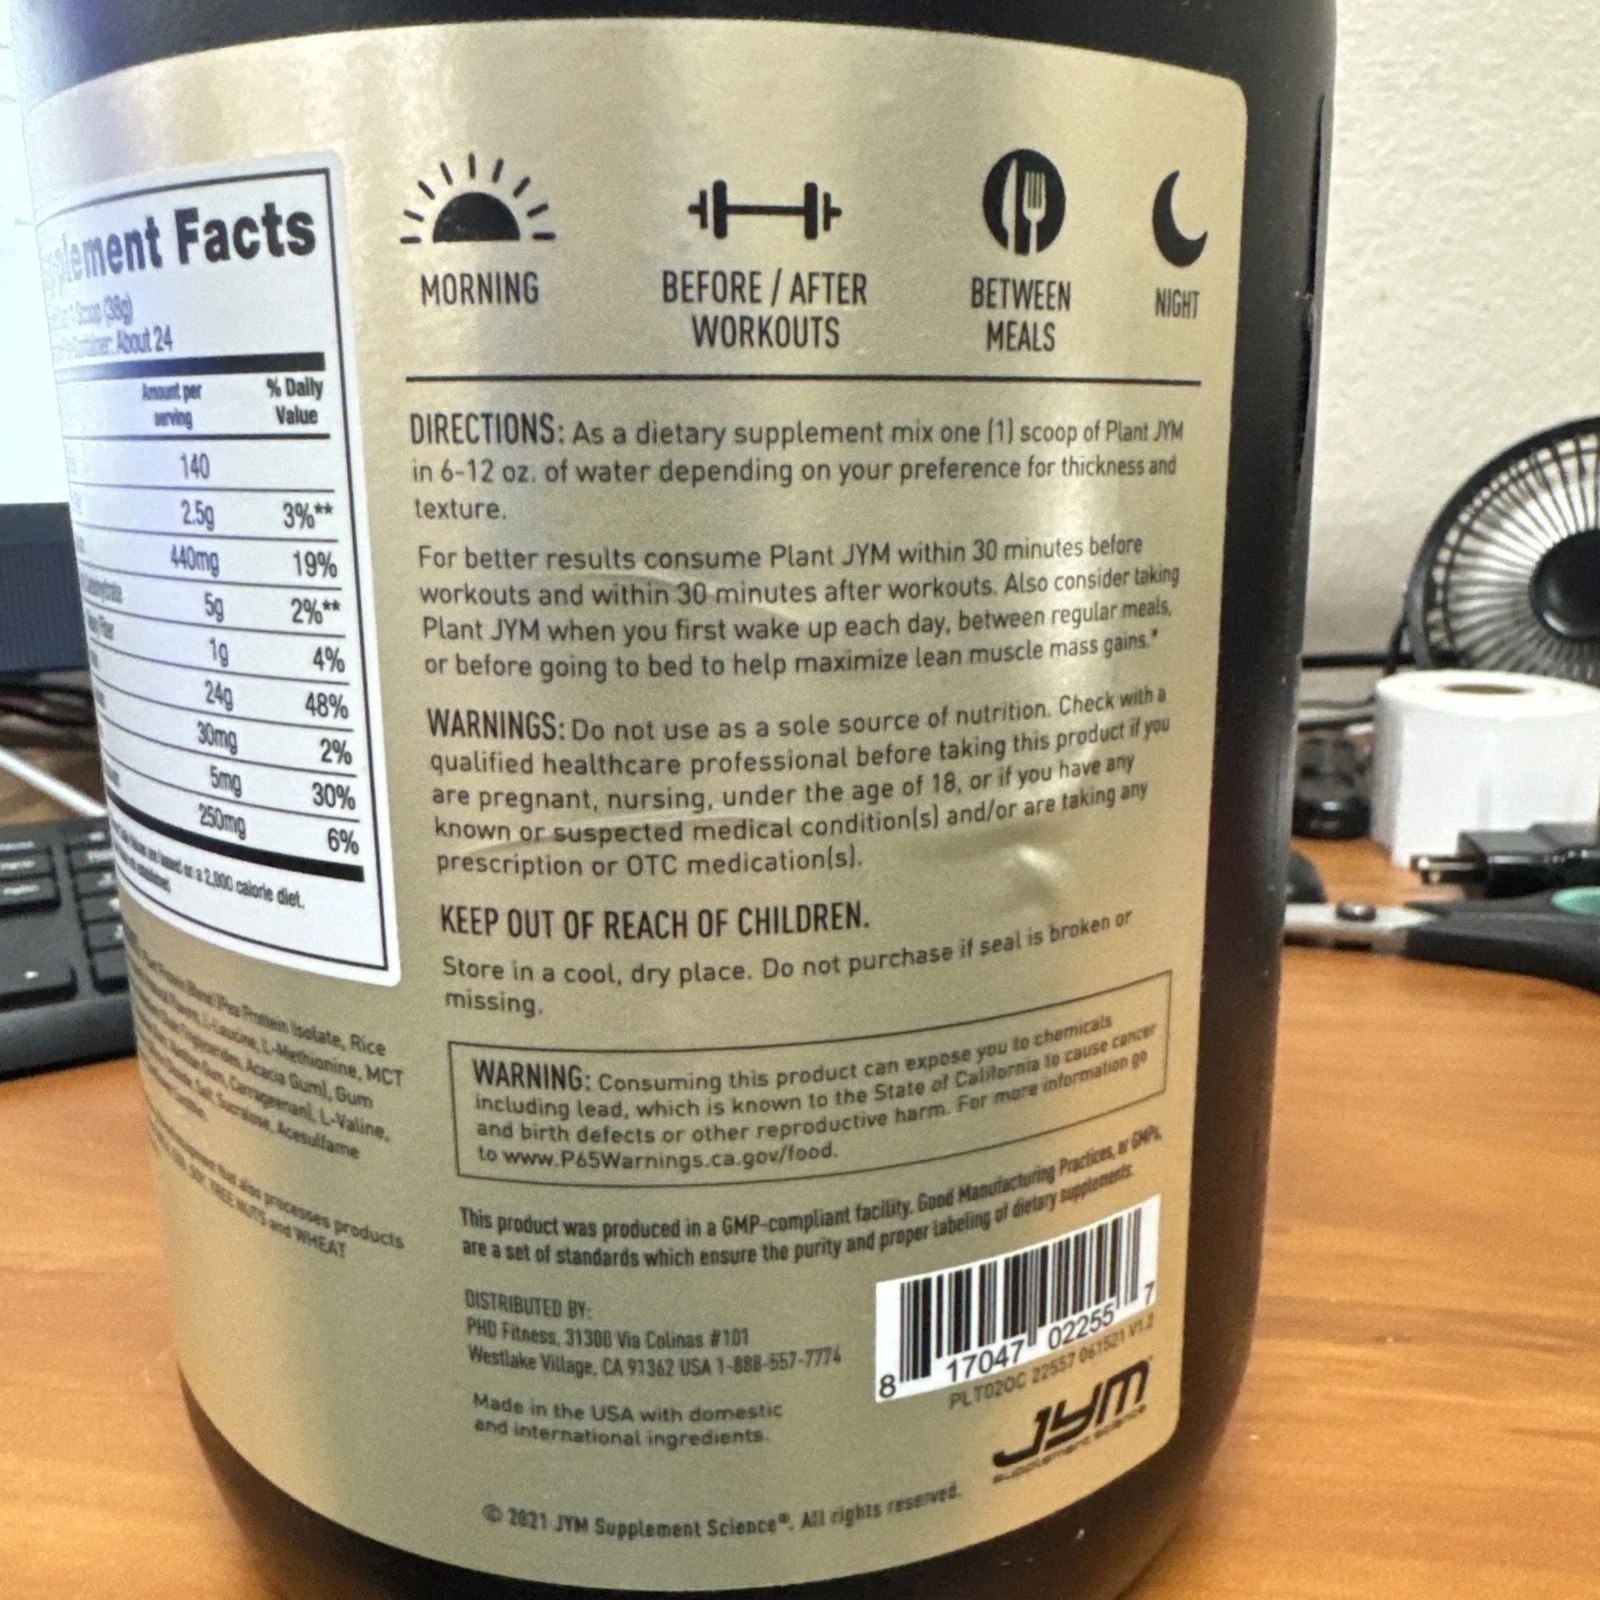 Facts
Scoop (38g)
Container: About 24
Amount per serving
% Daily Value
140
2.5g 3%**
440mg 19%
5g 2%**
1g 4%
24g 48%
30mg 2%
5mg 30%
250mg 6%
2,000 calorie diet.
Pea Protein Isolate, Rice
L-Leucine, L-Methionine, MCT
Acacia Gum), Gum
Carrageenan), L-Valine,
Salt, Sucralose, Acesulfame
that also processes products
SOY, TREE NUTS and WHEAT
MORNING
BEFORE / AFTER
WORKOUTS
BETWEEN
MEALS
NIGHT
DIRECTIONS: As a dietary supplement mix one (1) scoop of Plant JYM
in 6-12 oz. of water depending on your preference for thickness and
texture.
For better results consume Plant JYM within 30 minutes before
workouts and within 30 minutes after workouts. Also consider taking
Plant JYM when you first wake up each day, between regular meals,
or before going to bed to help maximize lean muscle mass gains.*
WARNINGS: Do not use as a sole source of nutrition. Check with a
qualified healthcare professional before taking this product if you
are pregnant, nursing, under the age of 18, or if you have any
known or suspected medical condition(s) and/or are taking any
prescription or OTC medication(s).
KEEP OUT OF REACH OF CHILDREN.
Store in a cool, dry place. Do not purchase if seal is broken or
missing.
WARNING: Consuming this product can expose you to chemicals
including lead, which is known to the State of California to cause cancer
and birth defects or other reproductive harm. For more information go
to www.P65Warnings.ca.gov/food.
This product was produced in a GMP-compliant facility. Good Manufacturing Practices, or GMPs,
are a set of standards which ensure the purity and proper labeling of dietary supplements.
DISTRIBUTED BY:
PHD Fitness, 31308 Via Colinas #101
Westlake Village, CA 91362 USA 1-888-557-7774
Made in the USA with domestic
and international ingredients.
8 17047 02255 7
PLT02OC 22557 061521 V1.2
JYM
supplement science
© 2021 JYM Supplement Science®. All rights reserved.